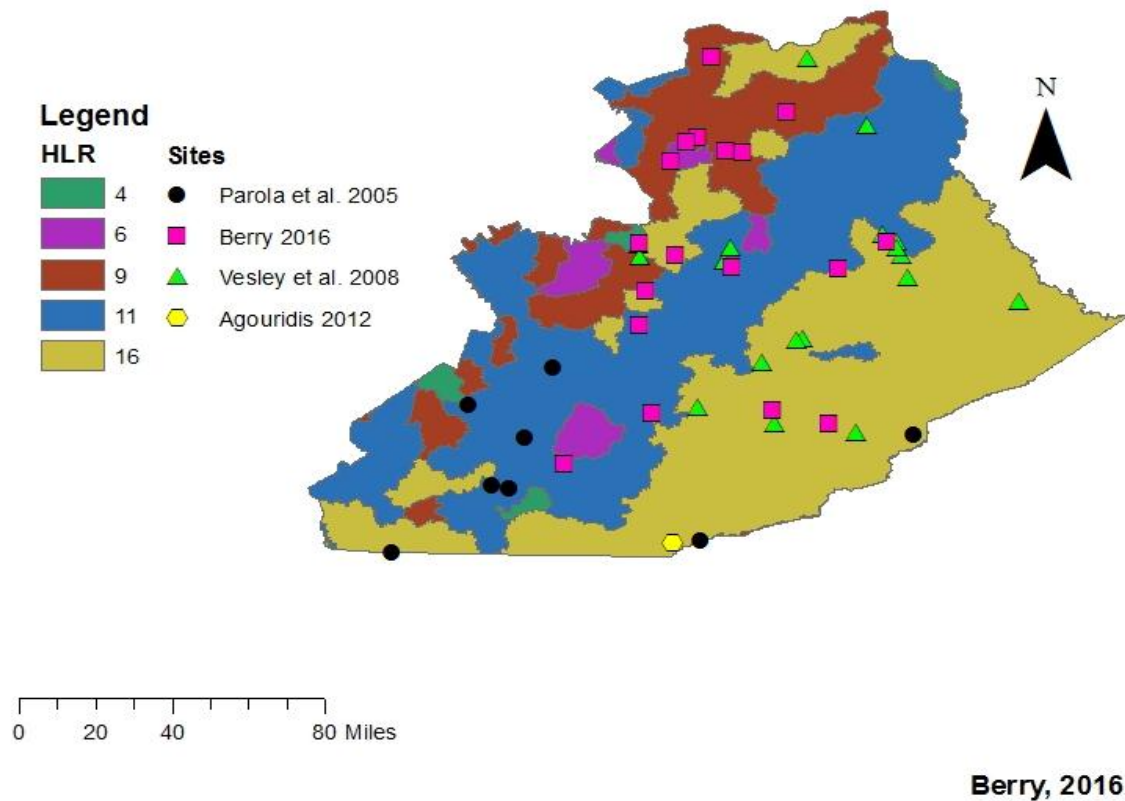 N
Legend
HLR Sites
4 Parola et al. 2005
6 Berry 2016
9 Vesley et al. 2008
11 Agouridis 2012
16
0 20 40 80 Miles
Berry, 2016